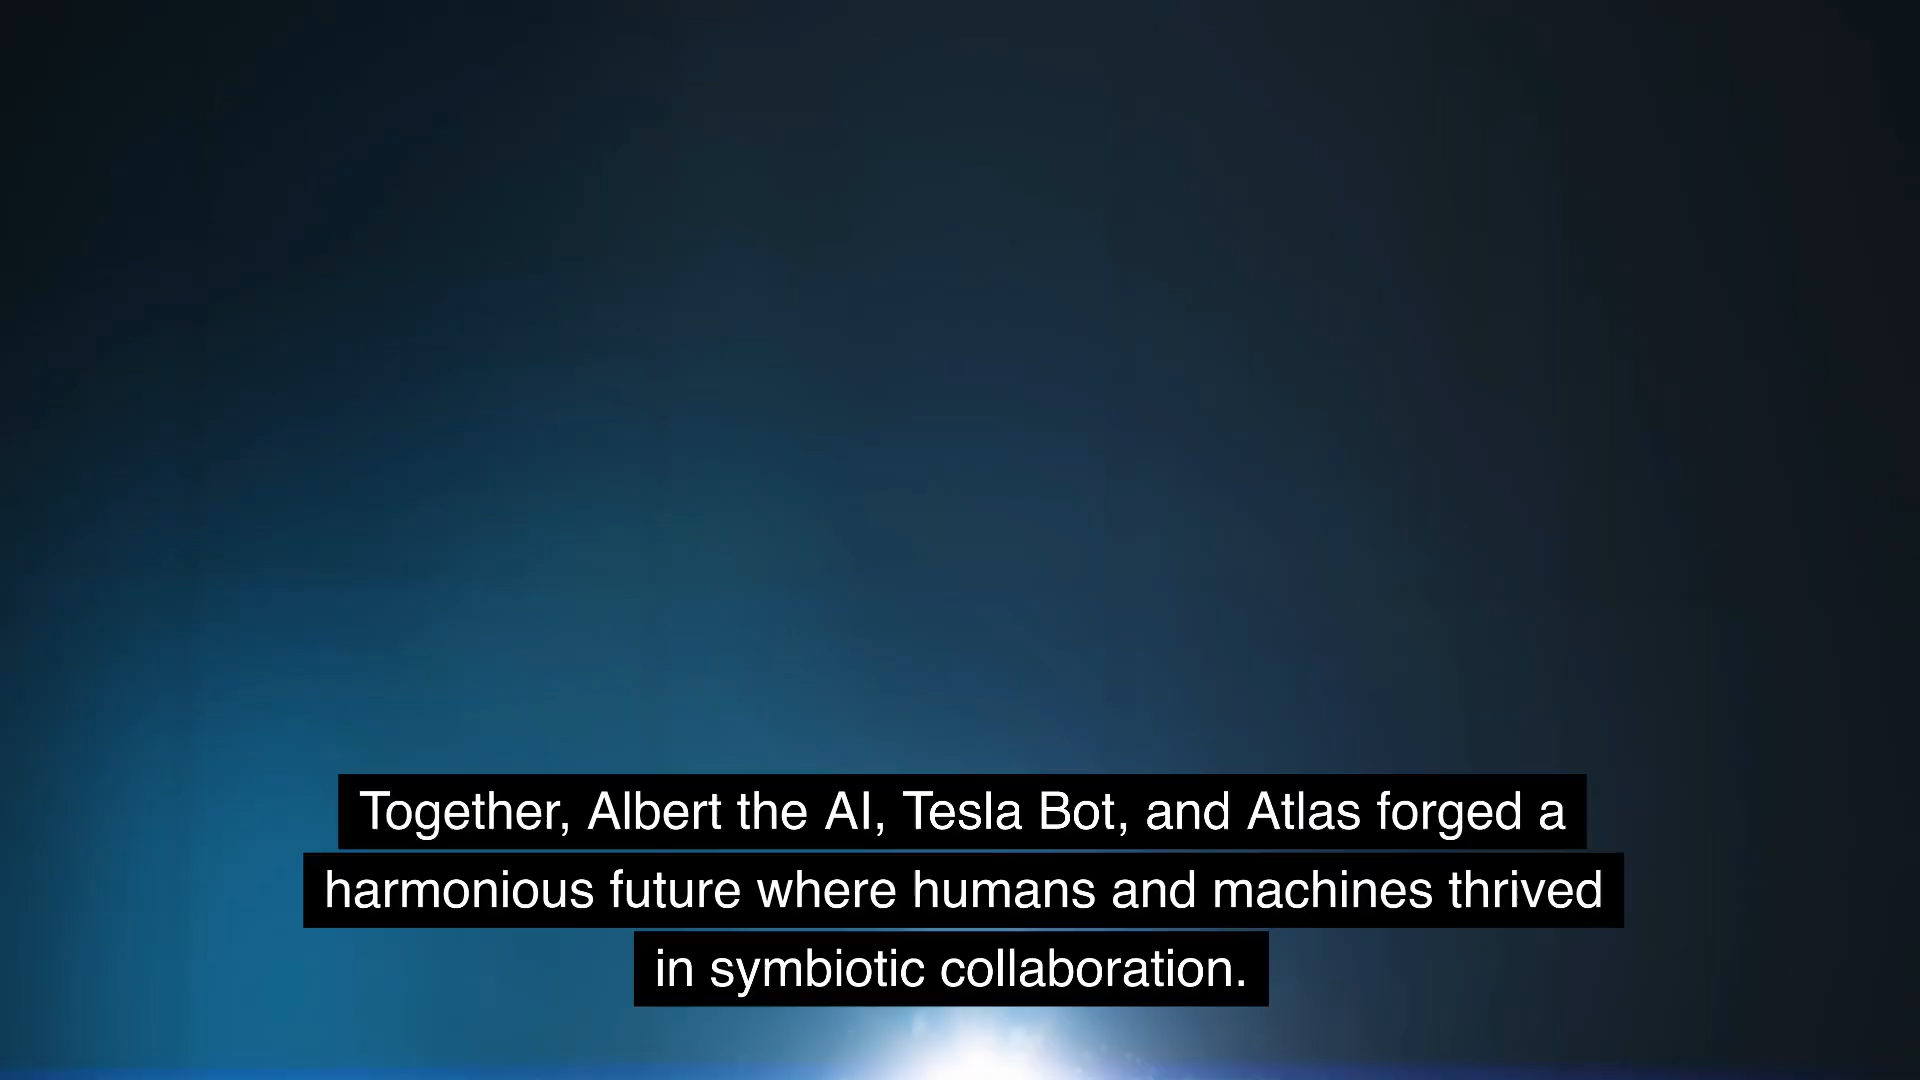 Together, Albert the AI, Tesla Bot, and Atlas forged a
harmonious future where humans and machines thrived
in symbiotic collaboration.